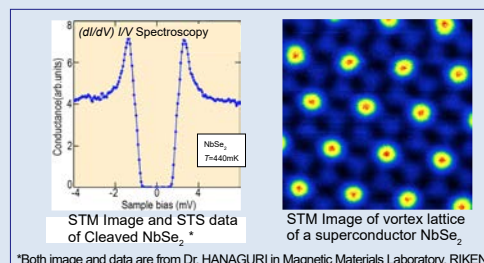 (dI/dV) I/V Spectroscopy
Conductance(arb.units)
8
6
4
2
0
NbSe₂
T=440mK
-4 -2 0 4
Sample bias (mV)
STM Image and STS data
of Cleaved NbSe₂ *
STM Image of vortex lattice
of a superconductor NbSe₂
*Both image and data are from Dr. HANAGURI in Magnetic Materials Laboratory, RIKEN